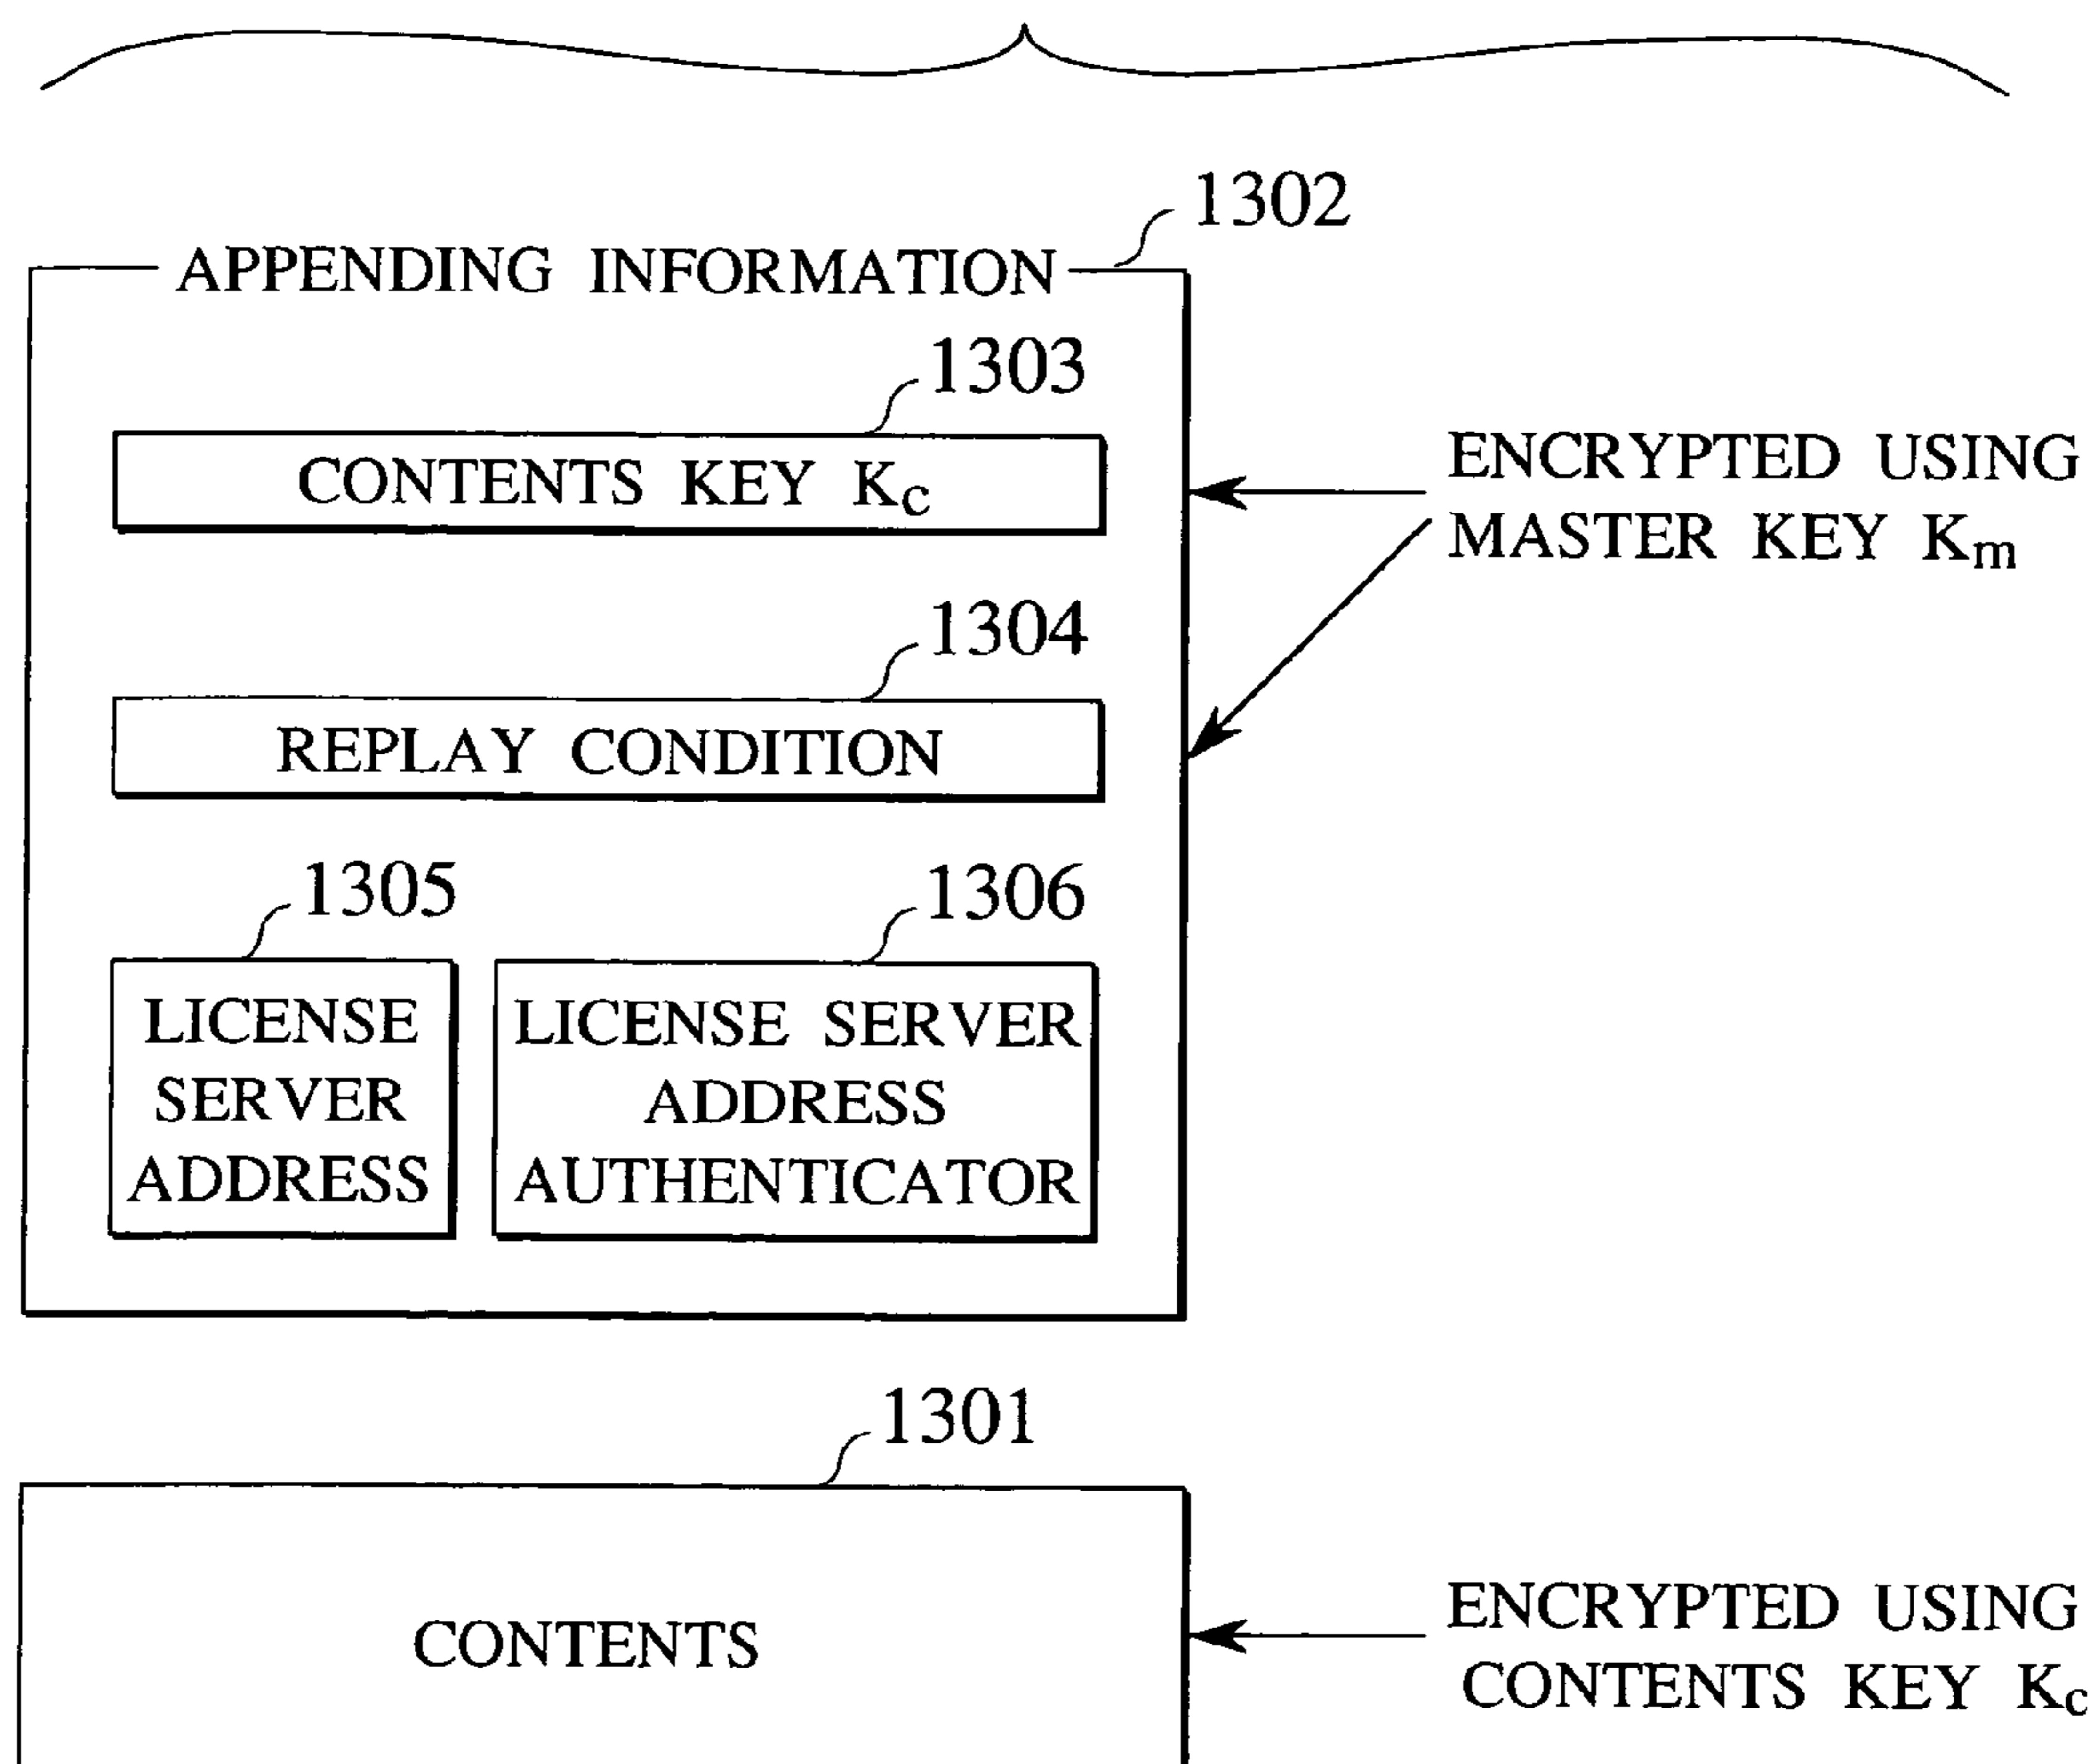 1302
APPENDING INFORMATION
1303
CONTENTS KEY Kc
ENCRYPTED USING
MASTER KEY Km
1304
REPLAY CONDITION
1305
LICENSE
SERVER
ADDRESS
1306
LICENSE SERVER
ADDRESS
AUTHENTICATOR
1301
CONTENTS
ENCRYPTED USING
CONTENTS KEY Kc